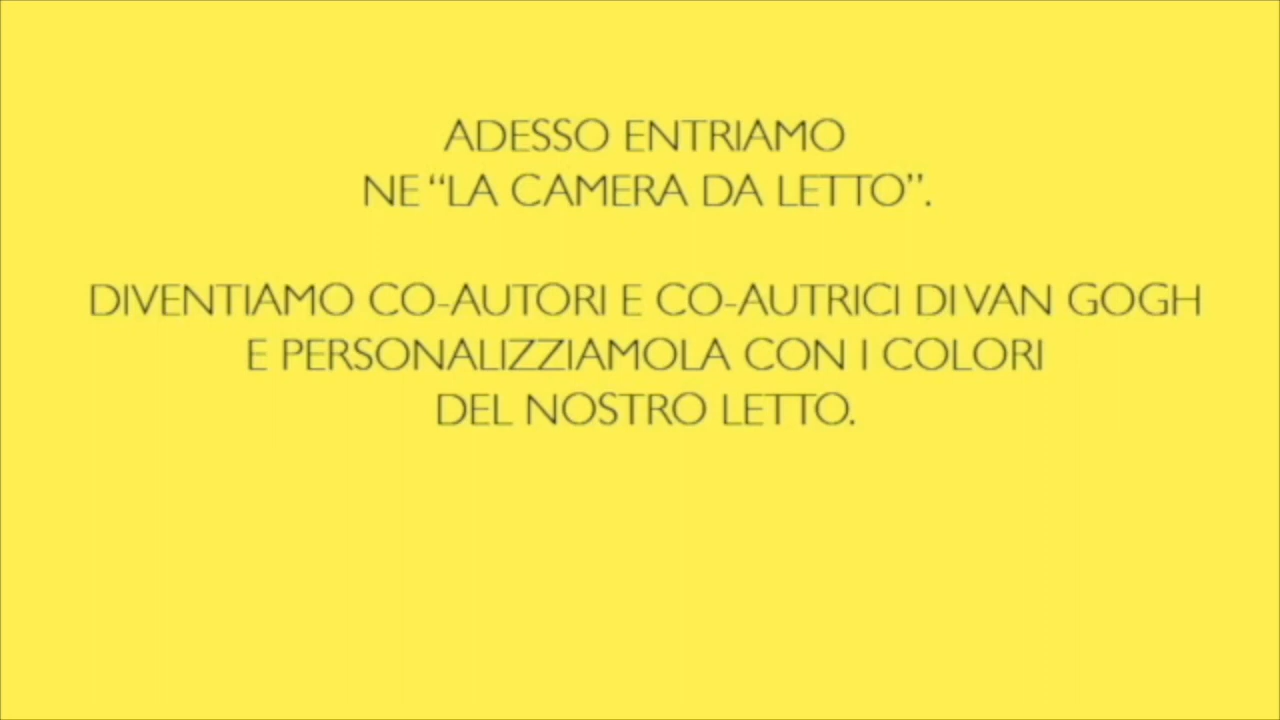 ADESSO ENTRIAMO
NE “LA CAMERA DA LETTO”.
DIVENTIAMO CO-AUTORI E CO-AUTRICI DI VAN GOGH
E PERSONALIZZIAMOLA CON I COLORI
DEL NOSTRO LETTO.